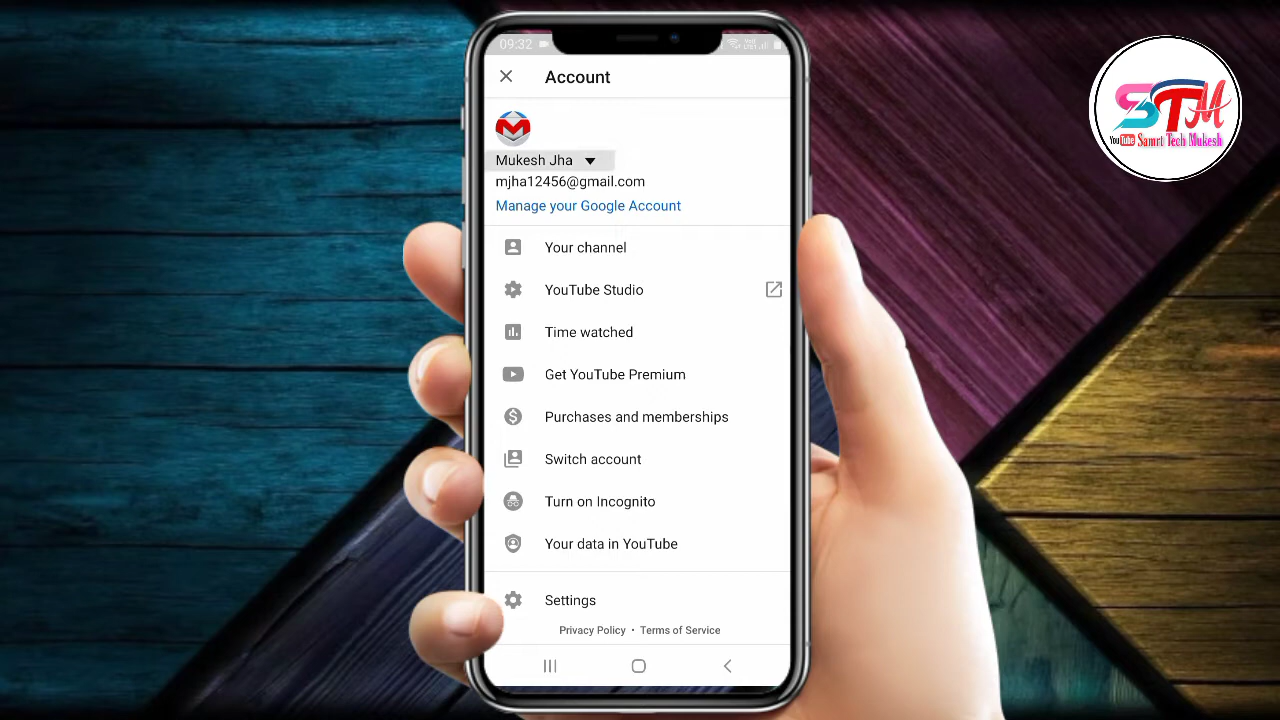 09:32
Account
Mukesh Jha
mjha12456@gmail.com
Manage your Google Account
Your channel
YouTube Studio
Time watched
Get YouTube Premium
Purchases and memberships
Switch account
Turn on Incognito
Your data in YouTube
Settings
Privacy Policy • Terms of Service
STM
YouTube Samrt Tech Mukesh